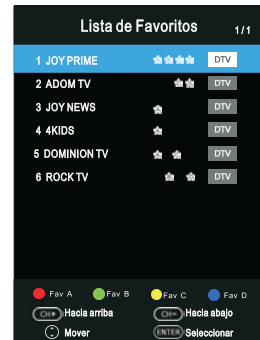 Lista de Favoritos 1/1
1 JOY PRIME DTV
2 ADOM TV DTV
3 JOY NEWS DTV
4 4KIDS DTV
5 DOMINION TV DTV
6 ROCK TV DTV
Fav A Fav B Fav C Fav D
CH+ Hacia arriba CH- Hacia abajo
Mover ENTER Seleccionar